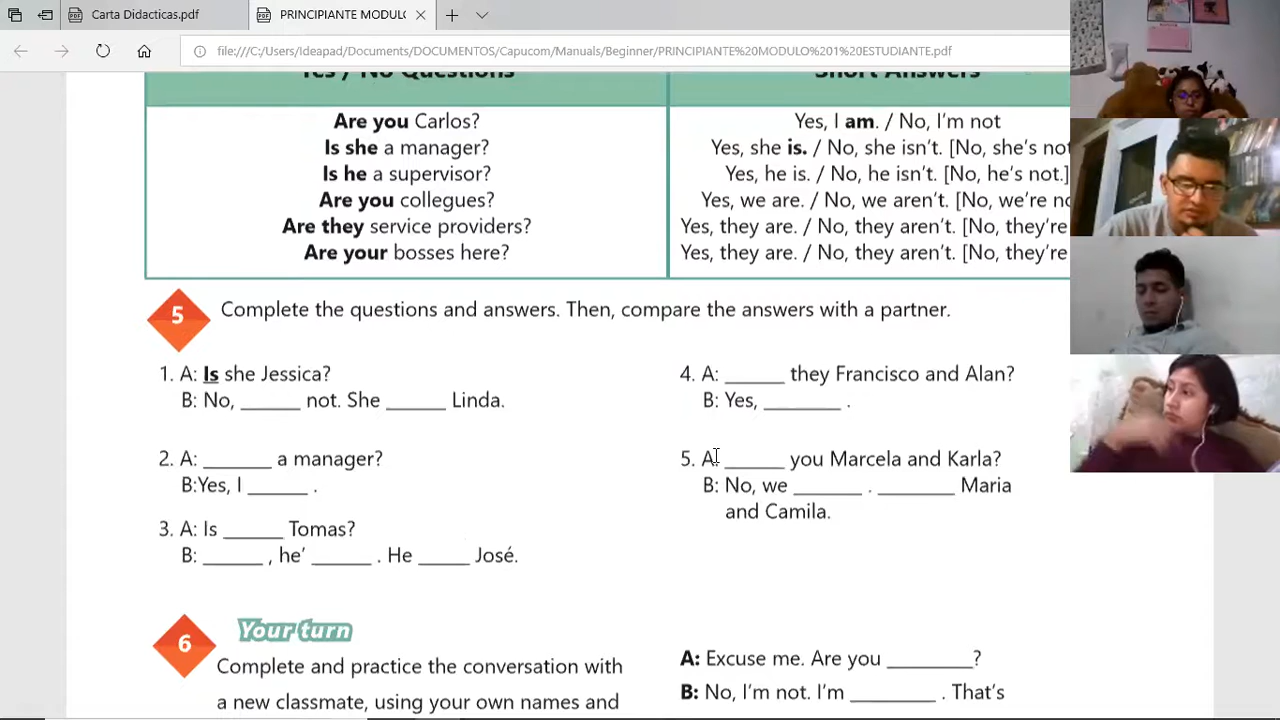 Carta Didacticas.pdf
PRINCIPIANTE MODULO
file:///C:/Users/Ideapad/Documents/DOCUMENTOS/Capucom/Manuals/Beginner/PRINCIPIANTE%20MODULO%201%20ESTUDIANTE.pdf
Yes / No Questions
Short Answers
Are you Carlos?
Is she a manager?
Is he a supervisor?
Are you collegues?
Are they service providers?
Are your bosses here?
Yes, I am. / No, I'm not
Yes, she is. / No, she isn't. [No, she's not
Yes, he is. / No, he isn't. [No, he's not.]
Yes, we are. / No, we aren't. [No, we're no
Yes, they are. / No, they aren't. [No, they're
Yes, they are. / No, they aren't. [No, they're
5 Complete the questions and answers. Then, compare the answers with a partner.
1. A: Is she Jessica?
B: No, ______ not. She ______ Linda.
2. A: _______ a manager?
B:Yes, I ______ .
3. A: Is ______ Tomas?
B: ______ , he' ______ . He _____ José.
4. A: ______ they Francisco and Alan?
B: Yes, ________ .
5. A: ______ you Marcela and Karla?
B: No, we _______ . ________ Maria
and Camila.
6 Your turn
Complete and practice the conversation with
a new classmate, using your own names and
A: Excuse me. Are you ________?
B: No, I'm not. I'm ________ . That's